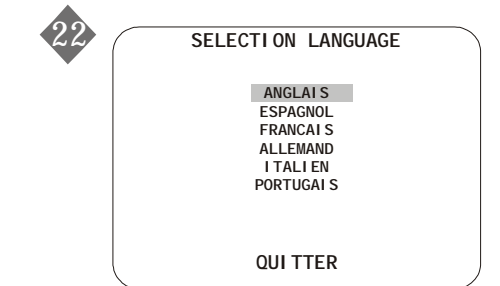 22
SELECTION LANGUAGE
ANGLAIS
ESPAGNOL
FRANCAIS
ALLEMAND
ITALIEN
PORTUGAIS
QUITTER